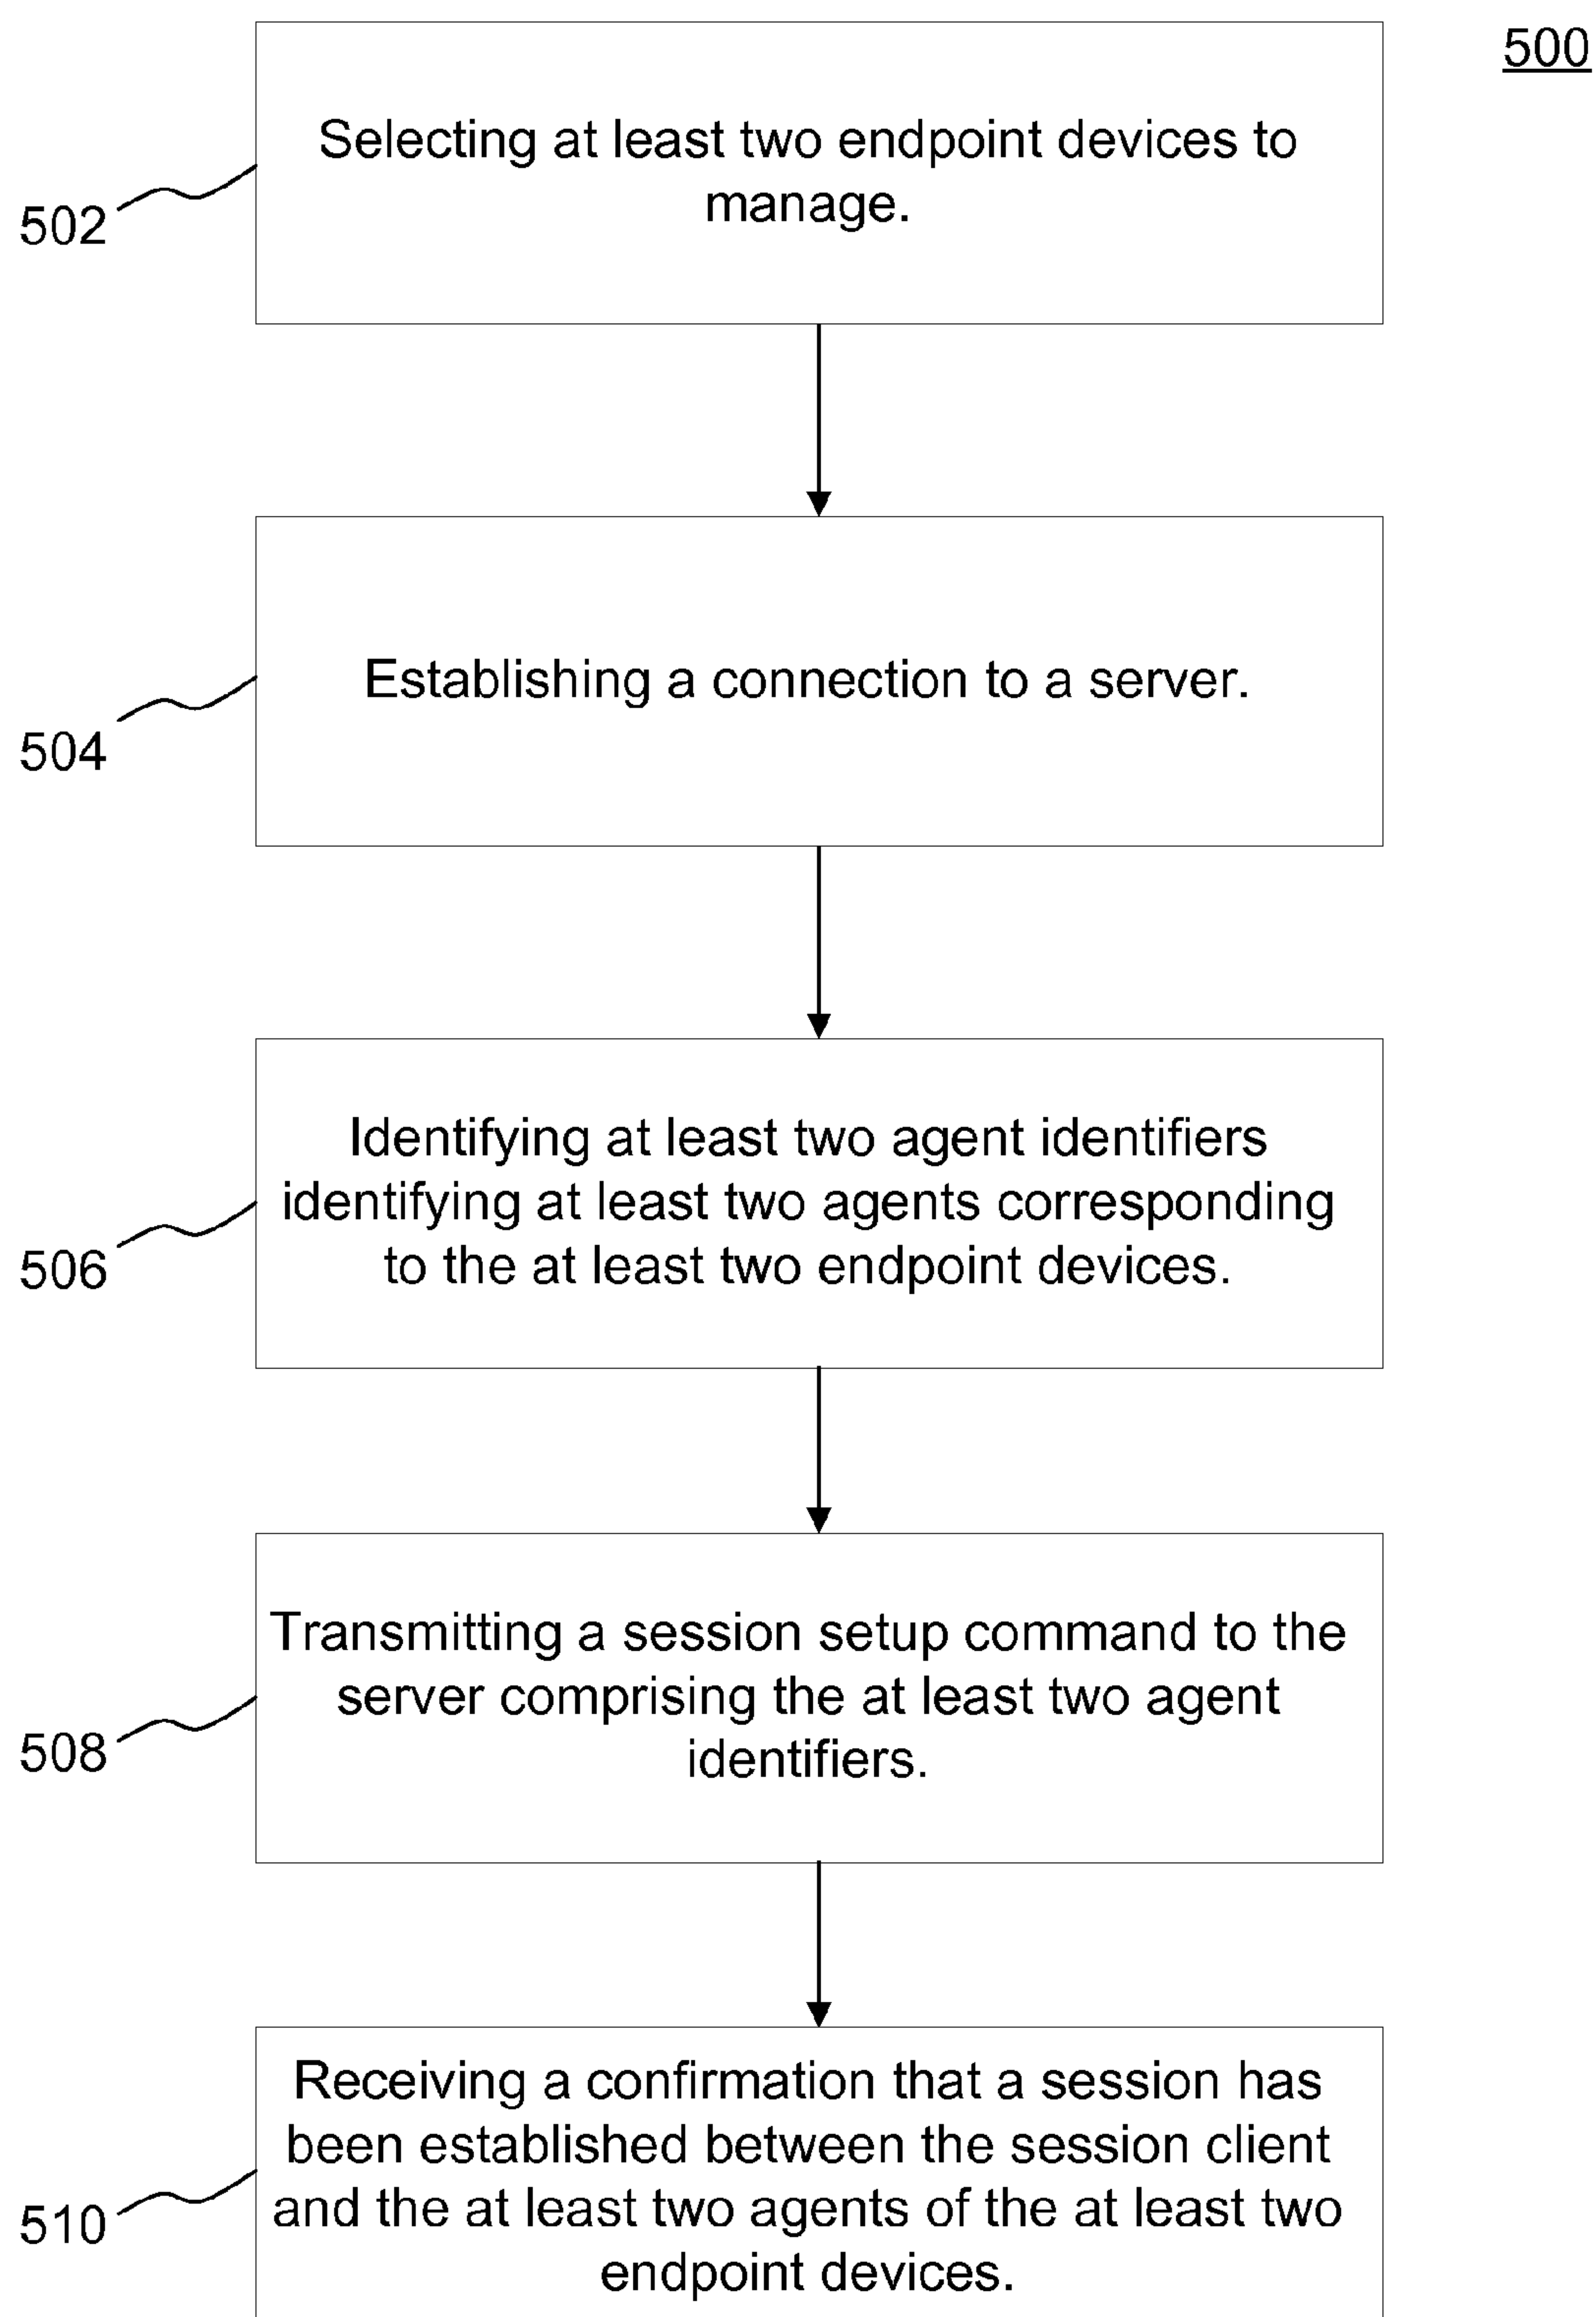 500
Selecting at least two endpoint devices to
manage.
502
Establishing a connection to a server.
504
Identifying at least two agent identifiers
identifying at least two agents corresponding
to the at least two endpoint devices.
506
Transmitting a session setup command to the
server comprising the at least two agent
identifiers.
508
Receiving a confirmation that a session has
been established between the session client
and the at least two agents of the at least two
endpoint devices.
510